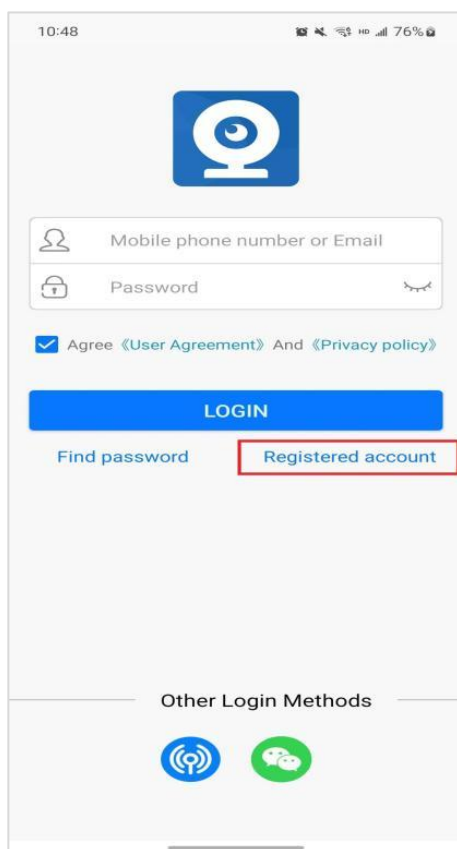 10:48 HD 76%
Mobile phone number or Email
Password
Agree 《User Agreement》 And 《Privacy policy》
LOGIN
Find password Registered account
Other Login Methods